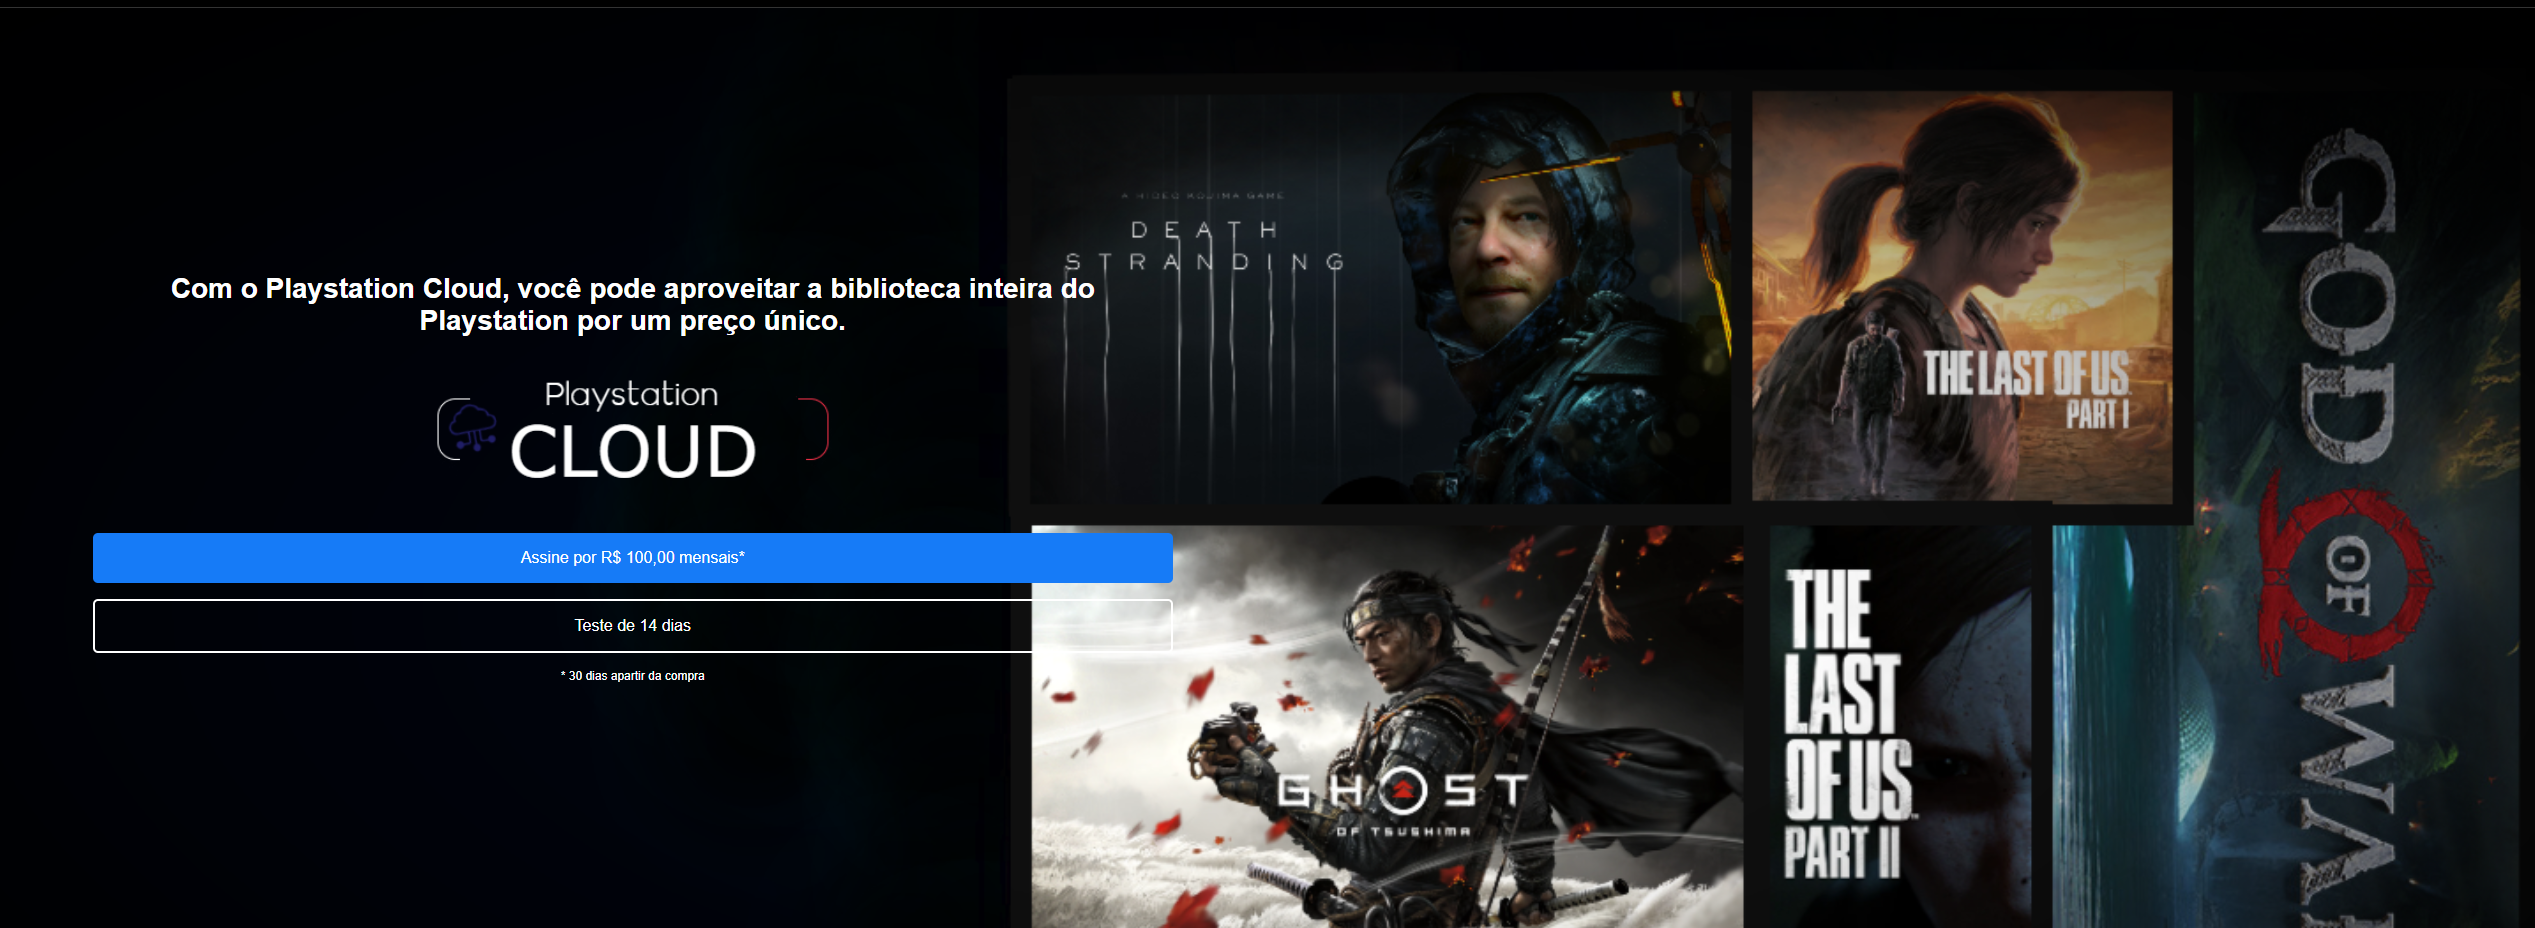 Com o Playstation Cloud, você pode aproveitar a biblioteca inteira do
Playstation por um preço único.
Playstation
CLOUD
Assine por R$ 100,00 mensais*
Teste de 14 dias
* 30 dias apartir da compra
A HIDEO KOJIMA GAME
DEATH
STRANDING
THE LAST OF US
PART I
GHOST
OF TSUSHIMA
THE
LAST
OF US
PART II
GOD
OF
WAR